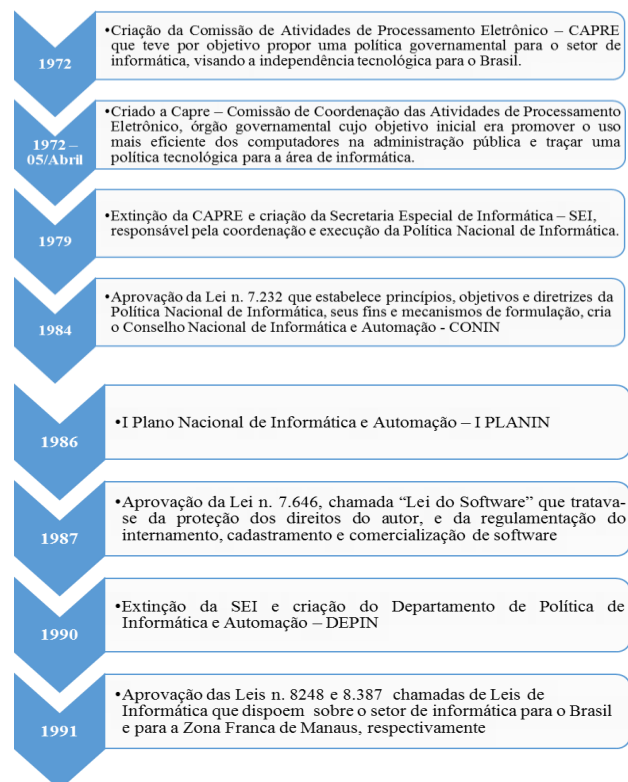 1972
•Criação da Comissão de Atividades de Processamento Eletrônico – CAPRE
que teve por objetivo propor uma política governamental para o setor de
informática, visando a independência tecnológica para o Brasil.
1972 –
05/Abril
•Criado a Capre – Comissão de Coordenação das Atividades de Processamento
Eletrônico, órgão governamental cujo objetivo inicial era promover o uso
mais eficiente dos computadores na administração pública e traçar uma
política tecnológica para a área de informática.
1979
•Extinção da CAPRE e criação da Secretaria Especial de Informática – SEI,
responsável pela coordenação e execução da Política Nacional de Informática.
1984
•Aprovação da Lei n. 7.232 que estabelece princípios, objetivos e diretrizes da
Política Nacional de Informática, seus fins e mecanismos de formulação, cria
o Conselho Nacional de Informática e Automação - CONIN
1986
•I Plano Nacional de Informática e Automação – I PLANIN
1987
•Aprovação da Lei n. 7.646, chamada “Lei do Software” que tratava-
se da proteção dos direitos do autor, e da regulamentação do
internamento, cadastramento e comercialização de software
1990
•Extinção da SEI e criação do Departamento de Política de
Informática e Automação – DEPIN
1991
•Aprovação das Leis n. 8248 e 8.387 chamadas de Leis de
Informática que dispoem sobre o setor de informática para o Brasil
e para a Zona Franca de Manaus, respectivamente